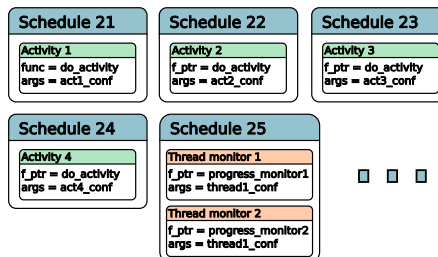 Schedule 21
Activity 1
func = do_activity
args = act1_conf
Schedule 22
Activity 2
f_ptr = do_activity
args = act2_conf
Schedule 23
Activity 3
f_ptr = do_activity
args = act3_conf
Schedule 24
Activity 4
f_ptr = do_activity
args = act4_conf
Schedule 25
Thread monitor 1
f_ptr = progress_monitor1
args = thread1_conf
Thread monitor 2
f_ptr = progress_monitor2
args = thread1_conf